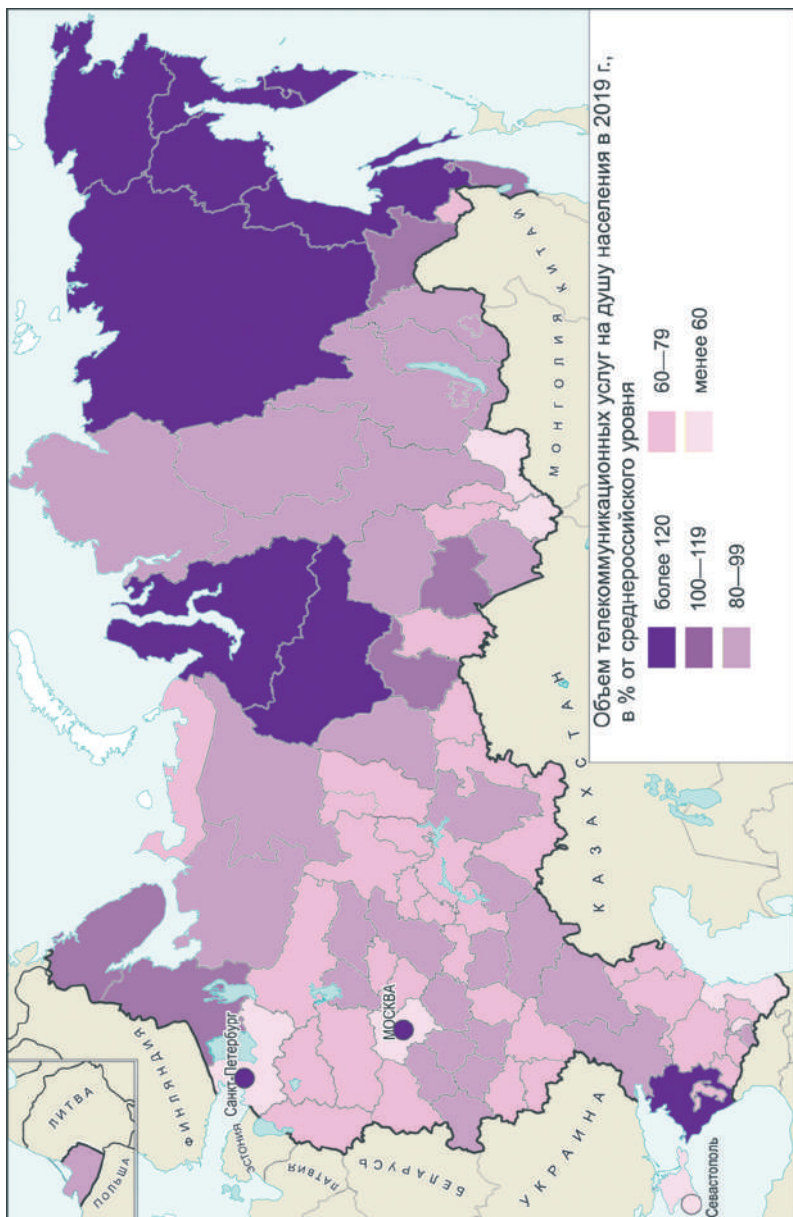 ПОЛЬША
ЛИТВА
ФИНЛЯНДИЯ
ЭСТОНИЯ
ЛАТВИЯ
БЕЛАРУСЬ
УКРАИНА
Санкт-Петербург
МОСКВА
Севастополь
КАЗАХСТАН
МОНГОЛИЯ
КИТАЯ
Объем телекоммуникационных услуг на душу населения в 2019 г.,
в % от среднероссийского уровня
более 120
100—119
80—99
60—79
менее 60